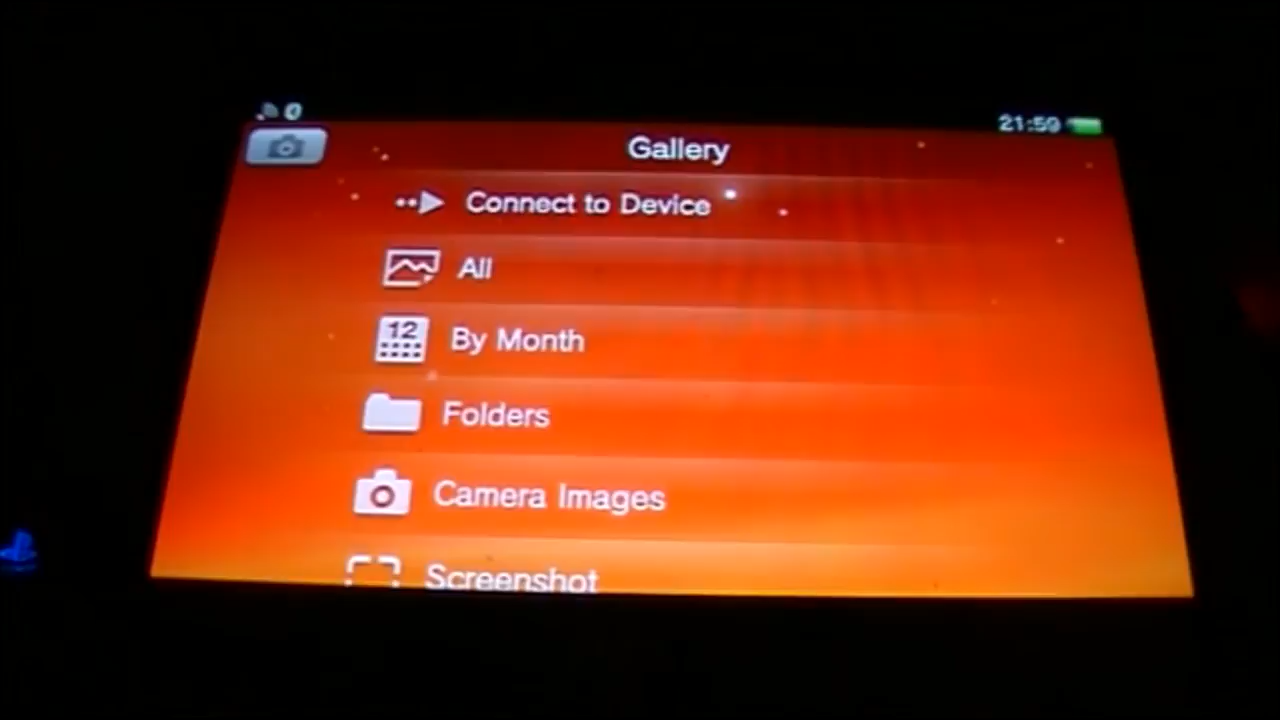 21:59
Gallery
Connect to Device
All
12
By Month
Folders
Camera Images
Screenshot